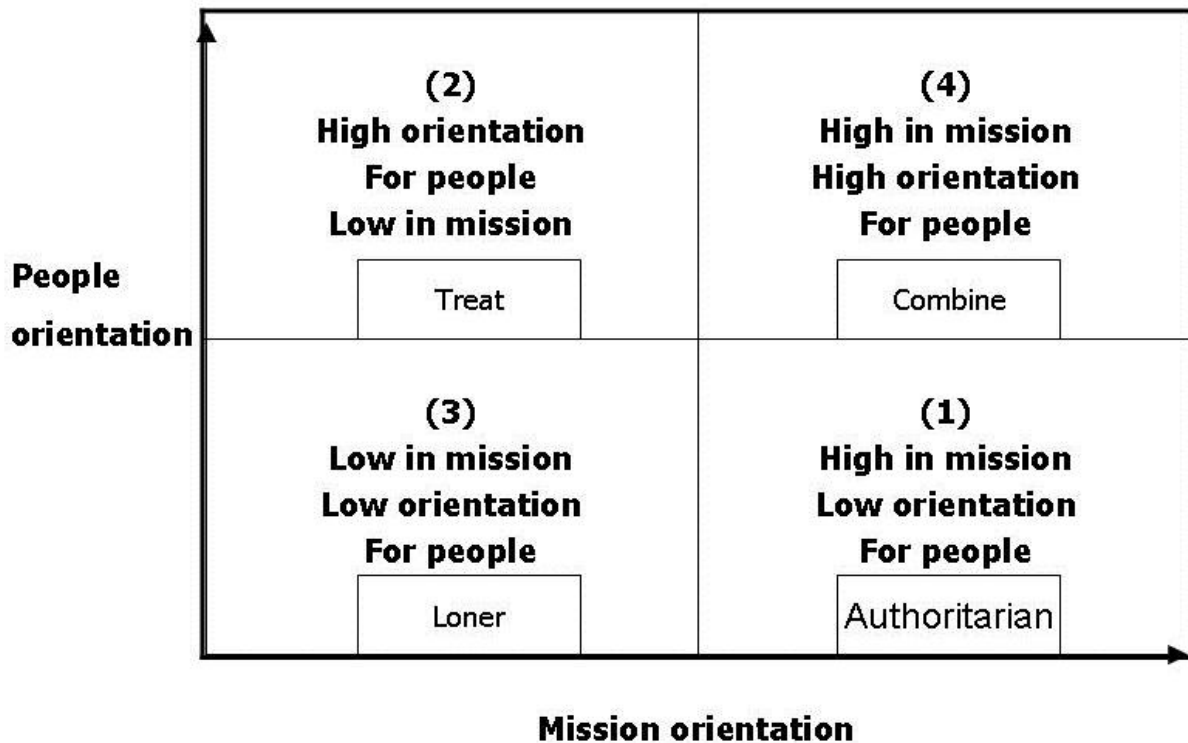 (2)
High orientation
For people
Low in mission
Treat
(4)
High in mission
High orientation
For people
Combine
People
orientation
(3)
Low in mission
Low orientation
For people
Loner
(1)
High in mission
Low orientation
For people
Authoritarian
Mission orientation